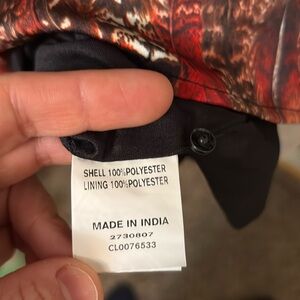 SHELL 100%POLYESTER
LINING 100%POLYESTER
MADE IN INDIA
2730807
CL0076533